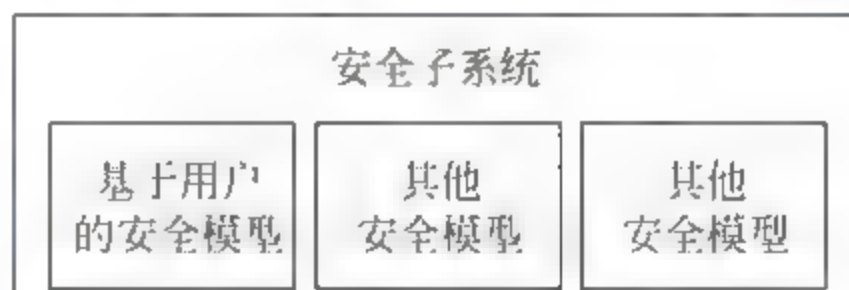 安全子系统
基于用户
的安全模型
其他
安全模型
其他
安全模型